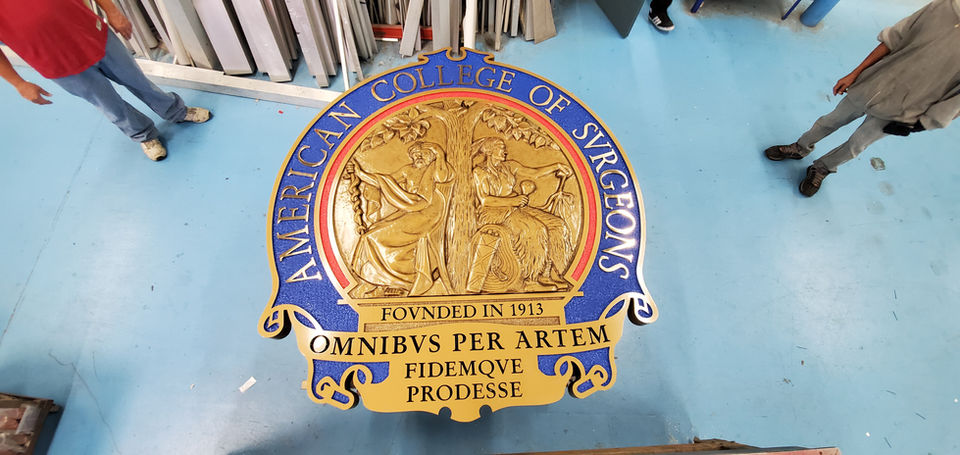 AMERICAN COLLEGE OF SVRGEONS
FOVNDED IN 1913
OMNIBVS PER ARTEM
FIDEMQVE
PRODESSE